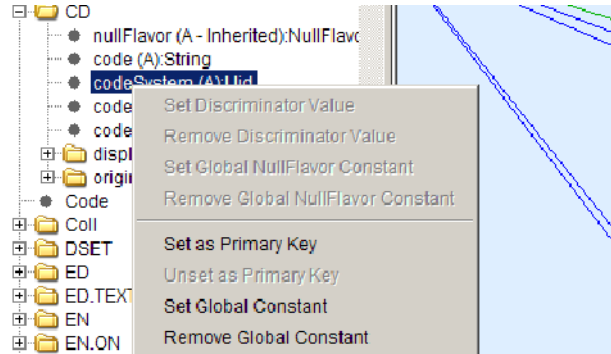 CD
nullFlavor (A - Inherited):NullFlavo
code (A):String
codeSystem (A):Uid
code
code
displ
origin
Code
Coll
DSET
ED
ED.TEXT
EN
EN.ON
Set Discriminator Value
Remove Discriminator Value
Set Global NullFlavor Constant
Remove Global NullFlavor Constant
Set as Primary Key
Unset as Primary Key
Set Global Constant
Remove Global Constant